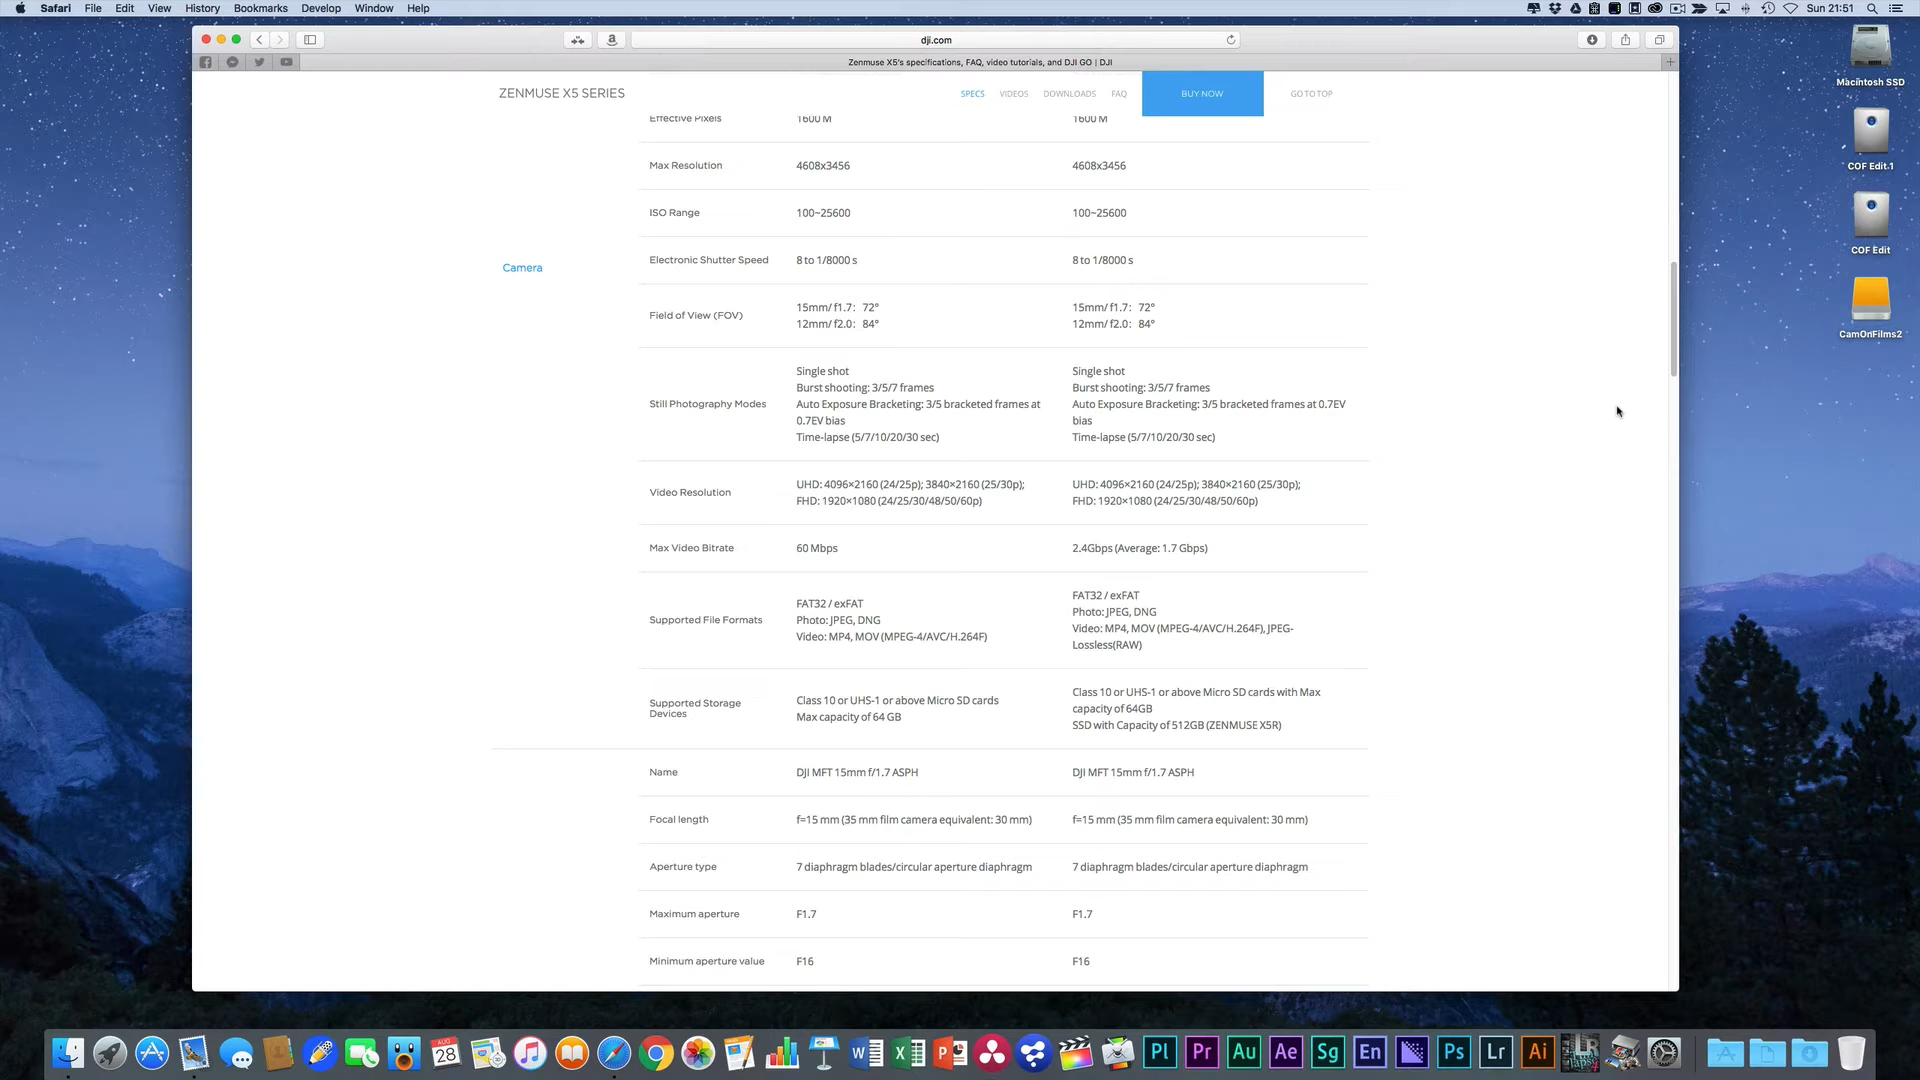 Safari File Edit View History Bookmarks Develop Window Help
Sun 21:51
dji.com
Zenmuse X5's specifications, FAQ, video tutorials, and DJI GO | DJI
ZENMUSE X5 SERIES
SPECS VIDEOS DOWNLOADS FAQ BUY NOW GO TO TOP
Effective Pixels 1600 M 1600 M
Max Resolution 4608x3456 4608x3456
ISO Range 100~25600 100~25600
Electronic Shutter Speed 8 to 1/8000 s 8 to 1/8000 s
Camera
Field of View (FOV)
15mm/ f1.7: 72°
12mm/ f2.0: 84°
15mm/ f1.7: 72°
12mm/ f2.0: 84°
Still Photography Modes
Single shot
Burst shooting: 3/5/7 frames
Auto Exposure Bracketing: 3/5 bracketed frames at
0.7EV bias
Time-lapse (5/7/10/20/30 sec)
Single shot
Burst shooting: 3/5/7 frames
Auto Exposure Bracketing: 3/5 bracketed frames at 0.7EV
bias
Time-lapse (5/7/10/20/30 sec)
Video Resolution
UHD: 4096×2160 (24/25p); 3840×2160 (25/30p);
FHD: 1920×1080 (24/25/30/48/50/60p)
UHD: 4096×2160 (24/25p); 3840×2160 (25/30p);
FHD: 1920×1080 (24/25/30/48/50/60p)
Max Video Bitrate 60 Mbps 2.4Gbps (Average: 1.7 Gbps)
Supported File Formats
FAT32 / exFAT
Photo: JPEG, DNG
Video: MP4, MOV (MPEG-4/AVC/H.264F)
FAT32 / exFAT
Photo: JPEG, DNG
Video: MP4, MOV (MPEG-4/AVC/H.264F), JPEG-
Lossless(RAW)
Supported Storage
Devices
Class 10 or UHS-1 or above Micro SD cards
Max capacity of 64 GB
Class 10 or UHS-1 or above Micro SD cards with Max
capacity of 64GB
SSD with Capacity of 512GB (ZENMUSE X5R)
Name DJI MFT 15mm f/1.7 ASPH DJI MFT 15mm f/1.7 ASPH
Focal length f=15 mm (35 mm film camera equivalent: 30 mm) f=15 mm (35 mm film camera equivalent: 30 mm)
Aperture type 7 diaphragm blades/circular aperture diaphragm 7 diaphragm blades/circular aperture diaphragm
Maximum aperture F1.7 F1.7
Minimum aperture value F16 F16
Macintosh SSD
COF Edit 1
COF Edit
CamOnFilms2
AUG
28
W X P Pl Pr Au Ae Sg En Ps Lr Ai LR